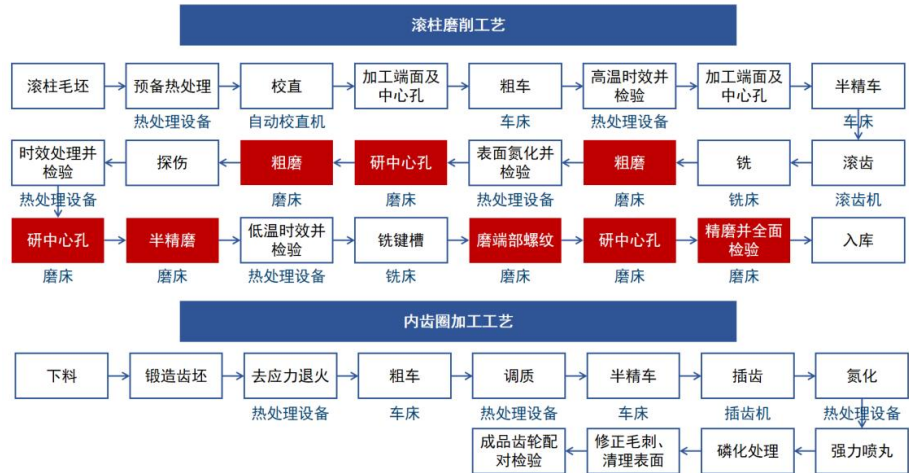 滚柱磨削工艺
滚柱毛坯
预备热处理
热处理设备
校直
自动校直机
加工端面及
中心孔
粗车
车床
高温时效并
检验
热处理设备
加工端面及
中心孔
半精车
车床
滚齿
滚齿机
铣
铣床
粗磨
磨床
表面氮化并
检验
热处理设备
研中心孔
磨床
粗磨
磨床
探伤
时效处理并
检验
热处理设备
研中心孔
磨床
半精磨
磨床
低温时效并
检验
热处理设备
铣键槽
铣床
磨端部螺纹
磨床
研中心孔
磨床
精磨并全面
检验
磨床
入库
内齿圈加工工艺
下料
锻造齿坯
去应力退火
热处理设备
粗车
车床
调质
热处理设备
半精车
车床
插齿
插齿机
氮化
热处理设备
强力喷丸
磷化处理
修正毛刺、
清理表面
成品齿轮配
对检验